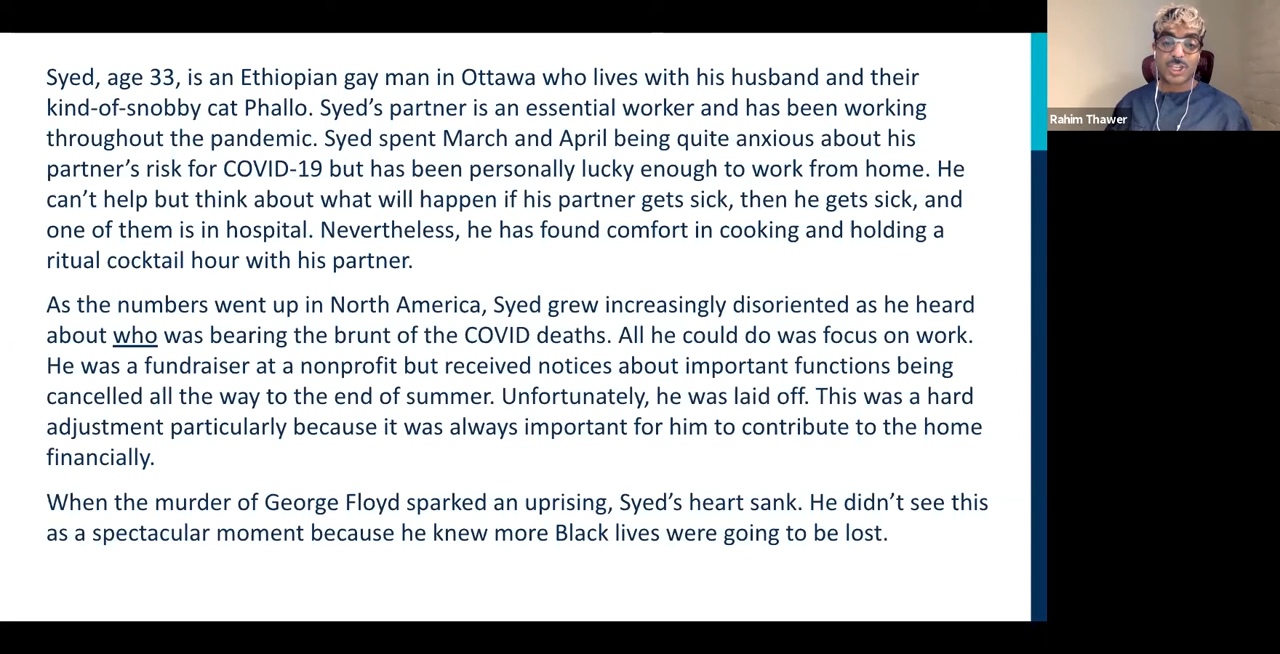 Syed, age 33, is an Ethiopian gay man in Ottawa who lives with his husband and their
kind-of-snobby cat Phallo. Syed’s partner is an essential worker and has been working
throughout the pandemic. Syed spent March and April being quite anxious about his
partner’s risk for COVID-19 but has been personally lucky enough to work from home. He
can’t help but think about what will happen if his partner gets sick, then he gets sick, and
one of them is in hospital. Nevertheless, he has found comfort in cooking and holding a
ritual cocktail hour with his partner.
As the numbers went up in North America, Syed grew increasingly disoriented as he heard
about who was bearing the brunt of the COVID deaths. All he could do was focus on work.
He was a fundraiser at a nonprofit but received notices about important functions being
cancelled all the way to the end of summer. Unfortunately, he was laid off. This was a hard
adjustment particularly because it was always important for him to contribute to the home
financially.
When the murder of George Floyd sparked an uprising, Syed’s heart sank. He didn’t see this
as a spectacular moment because he knew more Black lives were going to be lost.
Rahim Thawer